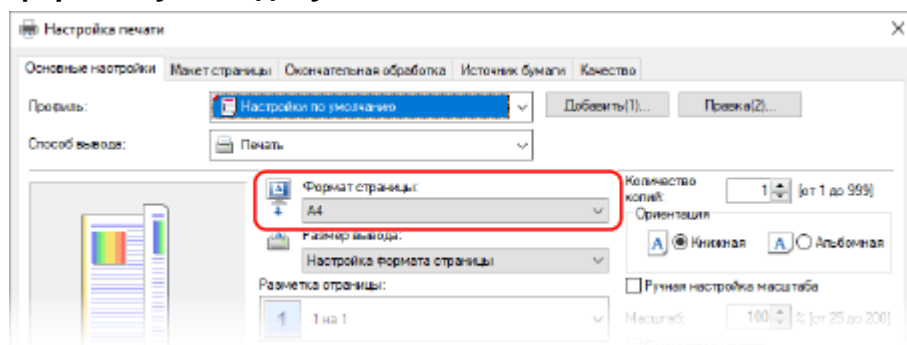 Настройка печати
Основные настройки Макет страницы Окончательная обработка Источник бумаги Качество
Профиль: Настройки по умолчанию Добавить(1)... Правка(2)...
Способ вывода: Печать
Формат страницы:
A4
Количество копий: 1 [от 1 до 999]
Размер вывода:
Настройка формата страницы
Ориентация
A Книжная A Альбомная
Разметка страницы:
1 1 на 1
Ручная настройка масштаба
Масштаб: 100 % [от 25 до 200]